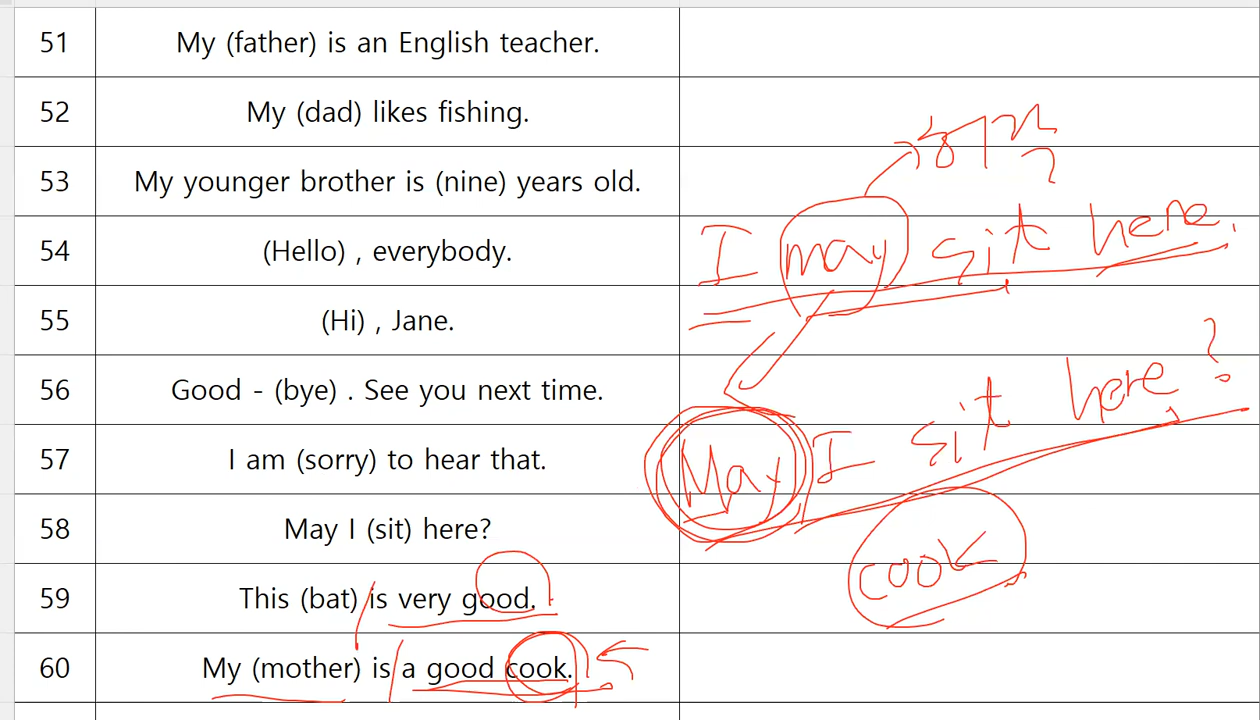 51 My (father) is an English teacher.
52 My (dad) likes fishing.
53 My younger brother is (nine) years old.
54 (Hello) , everybody.
I may sit here.
55 (Hi) , Jane.
56 Good - (bye) . See you next time.
57 I am (sorry) to hear that.
May I sit here?
58 May I (sit) here?
cook
59 This (bat) is very good.
60 My (mother) is a good cook.